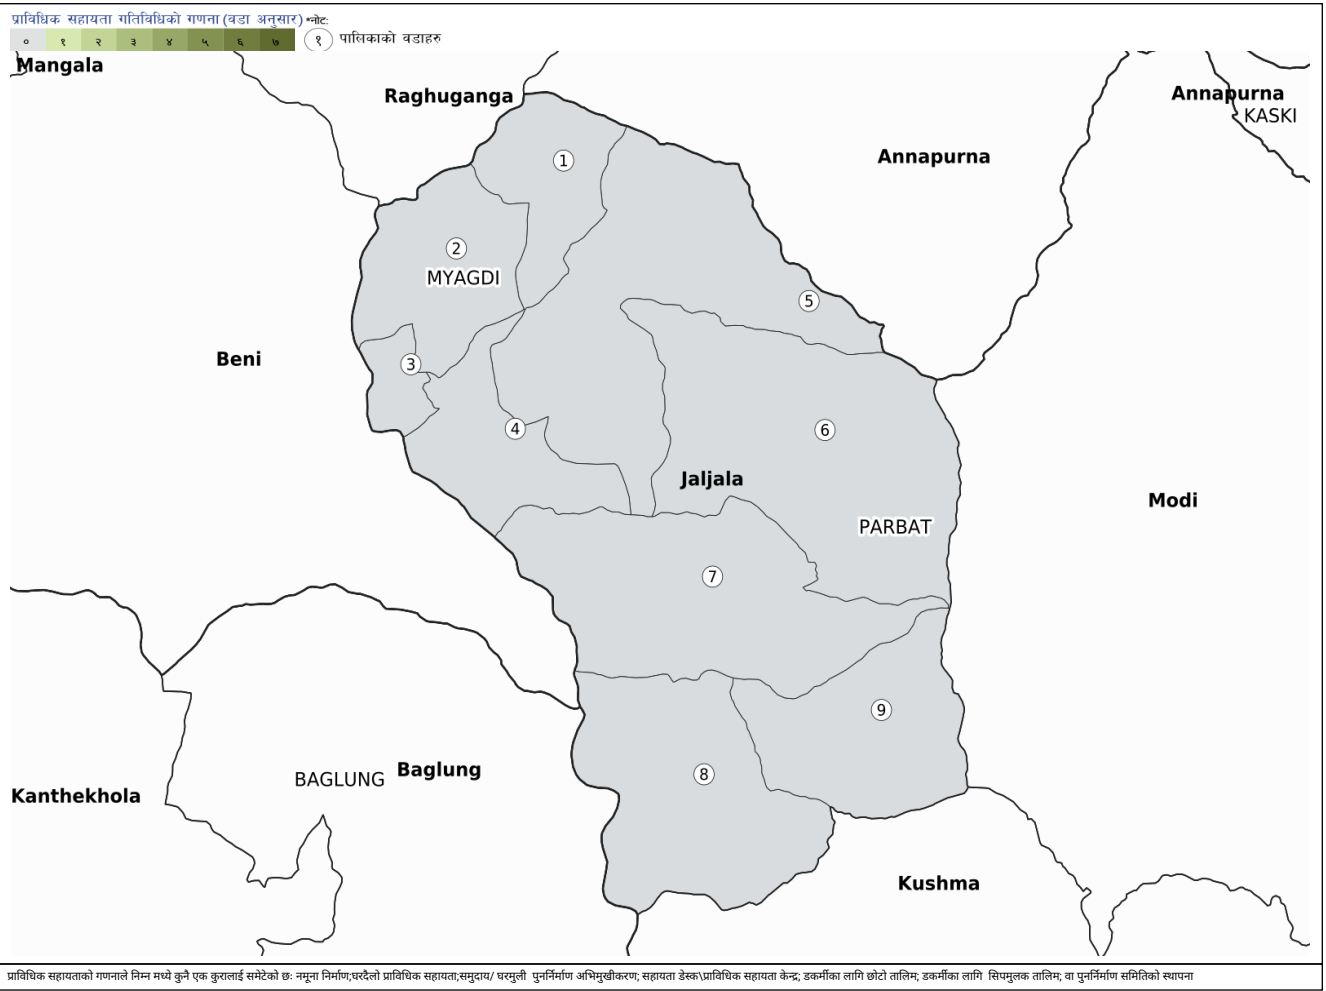 प्राविधिक सहायता गतिविधिको गणना (वडा अनुसार) *नोट:
० १ २ ३ ४ ५ ६ ७ १ पालिकाको वडाहरु
Mangala
Raghuganga
Annapurna
KASKI
Annapurna
1
2
MYAGDI
5
Beni
3
4
6
Jaljala
Modi
PARBAT
7
9
Baglung
BAGLUNG
8
Kanthekhola
Kushma
प्राविधिक सहायताको गणनाले निम्न मध्ये कुनै एक कुरालाई समेटेको छः नमूना निर्माण;घरदैलो प्राविधिक सहायता;समुदाय/ घरमुली पुनर्निर्माण अभिमुखीकरण; सहायता डेस्क\प्राविधिक सहायता केन्द्र; डकर्मीका लागि छोटो तालिम; डकर्मीका लागि सिपमुलक तालिम; वा पुनर्निर्माण समितिको स्थापना